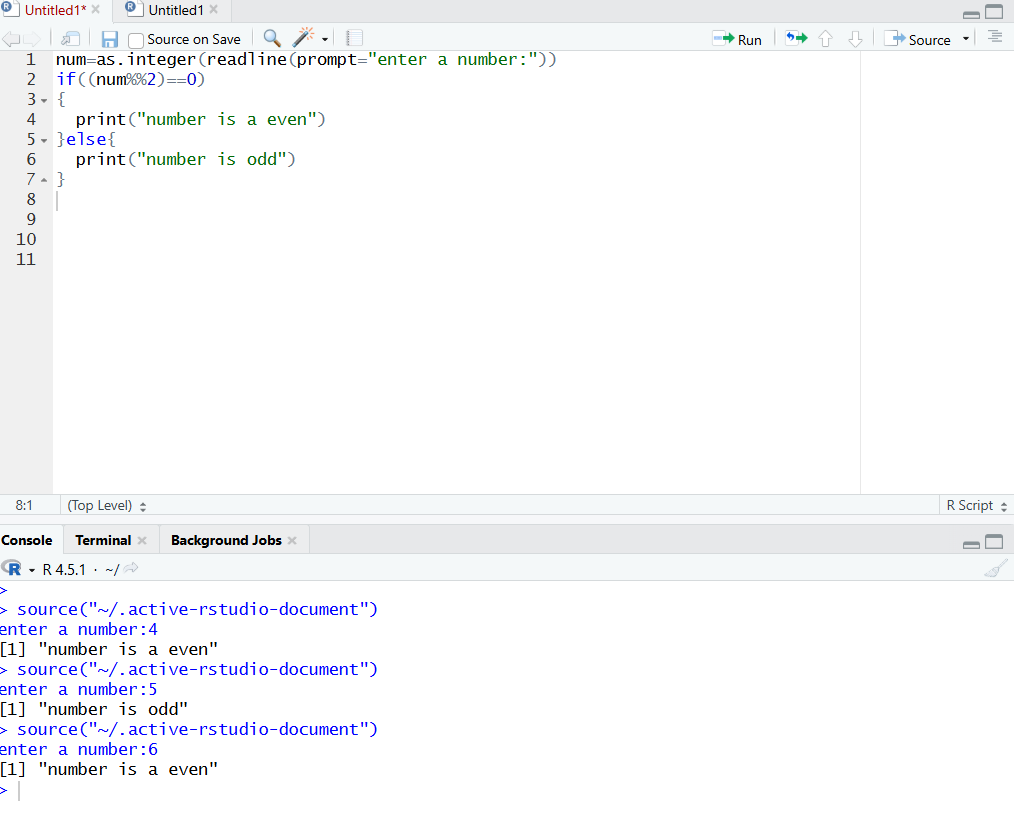 Untitled1* Untitled1
Source on Save Run Source
1 num=as.integer(readline(prompt="enter a number:"))
2 if((num%%2)==0)
3 {
4 print("number is a even")
5 }else{
6 print("number is odd")
7 }
8
9
10
11
8:1 (Top Level) R Script
Console Terminal Background Jobs
R R 4.5.1 · ~/
>
> source("~/.active-rstudio-document")
enter a number:4
[1] "number is a even"
> source("~/.active-rstudio-document")
enter a number:5
[1] "number is odd"
> source("~/.active-rstudio-document")
enter a number:6
[1] "number is a even"
>